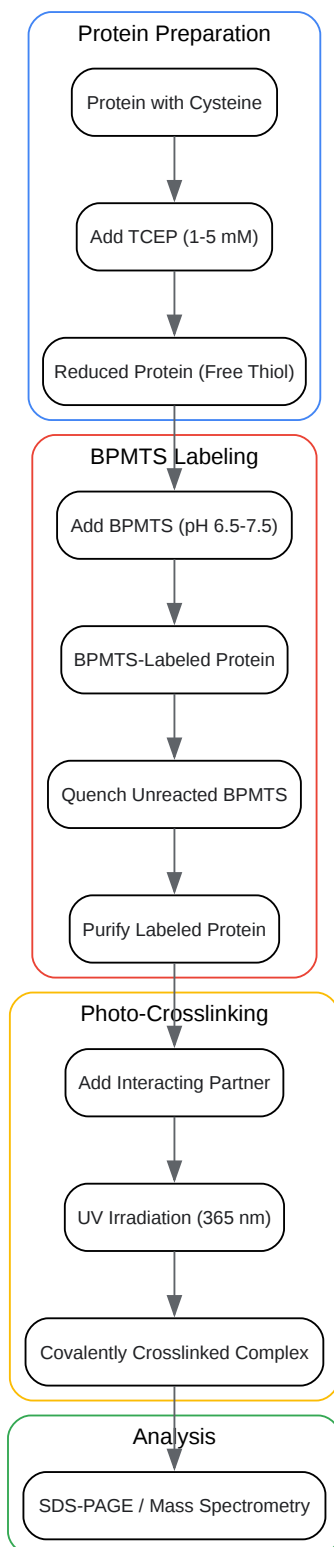 Protein Preparation
Protein with Cysteine
Add TCEP (1-5 mM)
Reduced Protein (Free Thiol)
BPMTS Labeling
Add BPMTS (pH 6.5-7.5)
BPMTS-Labeled Protein
Quench Unreacted BPMTS
Purify Labeled Protein
Photo-Crosslinking
Add Interacting Partner
UV Irradiation (365 nm)
Covalently Crosslinked Complex
Analysis
SDS-PAGE / Mass Spectrometry